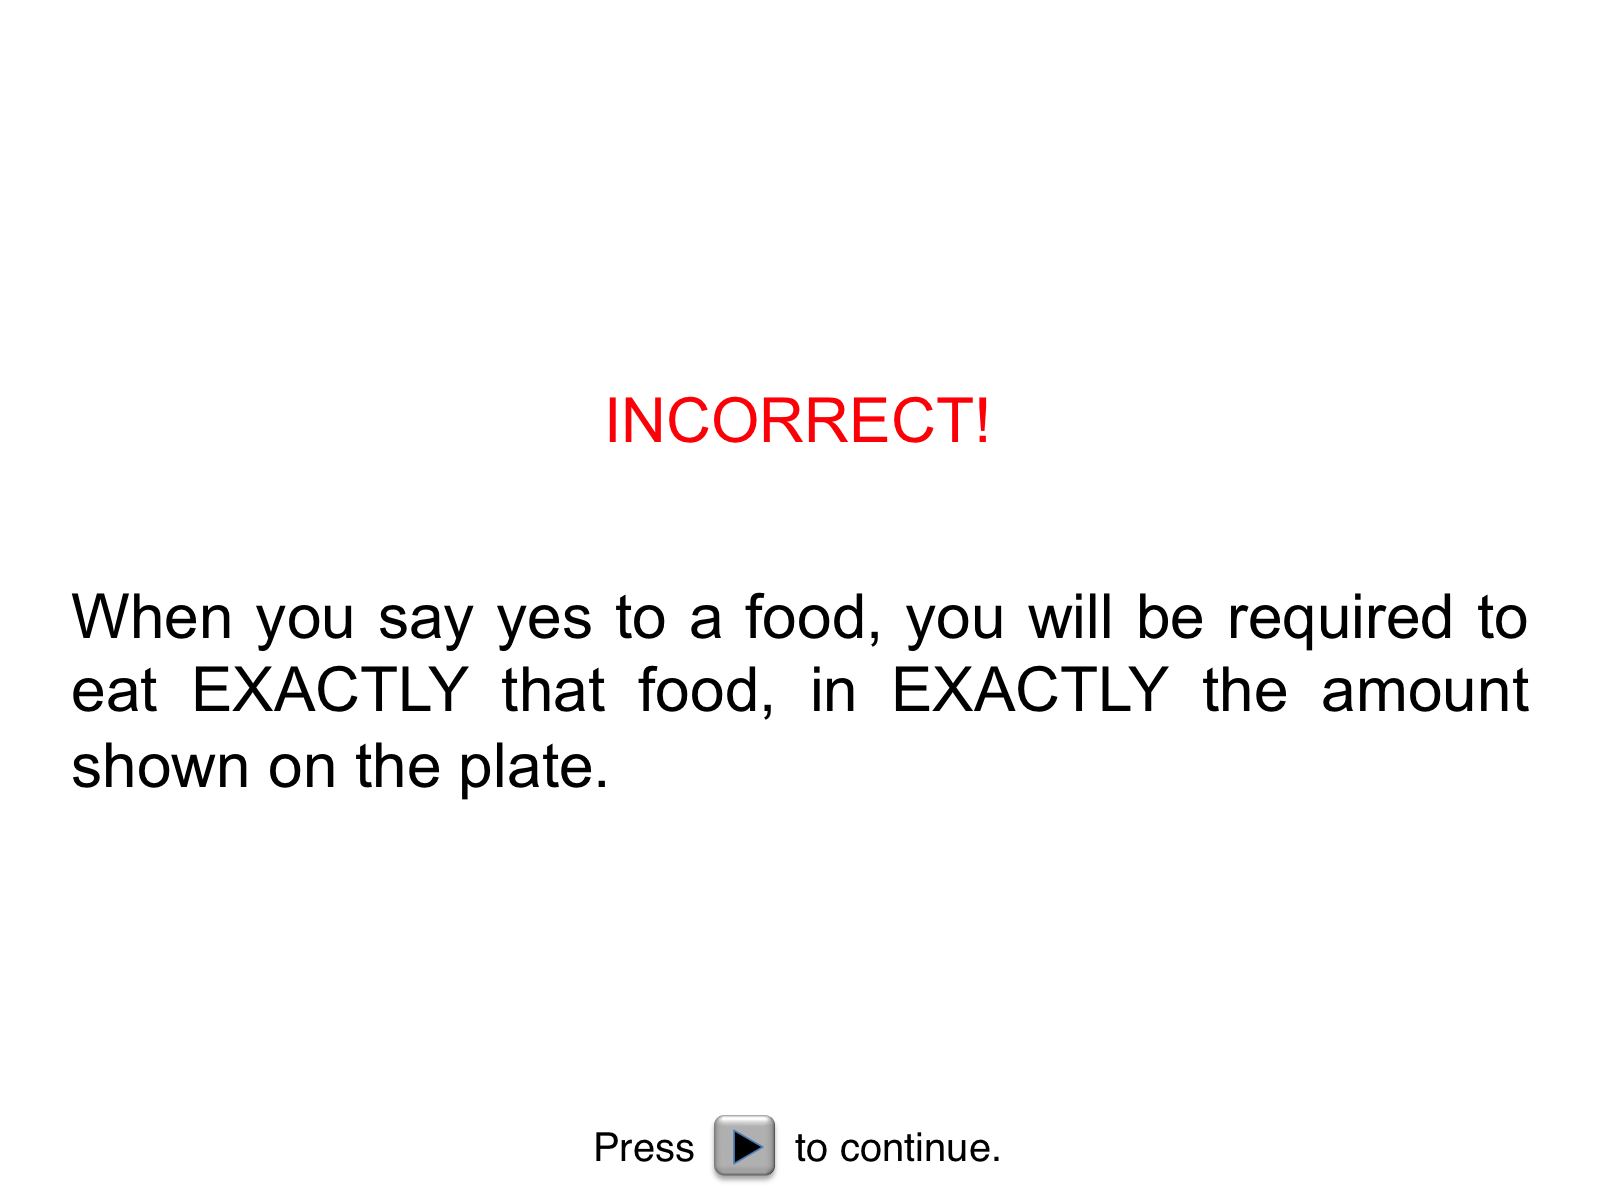 INCORRECT!
When you say yes to a food, you will be required to
eat EXACTLY that food, in EXACTLY the amount
shown on the plate.
Press to continue.